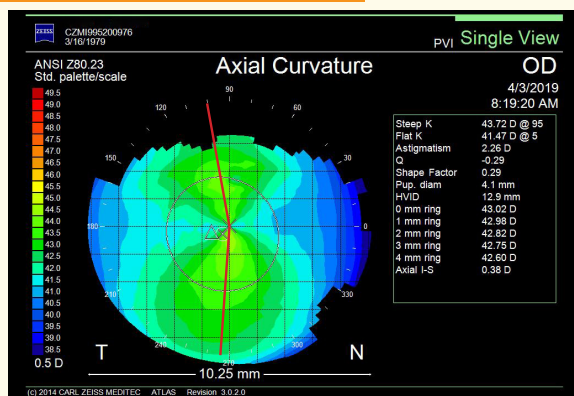 ZEISS
CZMI995200976
3/16/1979
PVI Single View
ANSI Z80.23
Std. palette/scale
Axial Curvature
OD
4/3/2019
8:19:20 AM
49.5
49.0
48.5
48.0
47.5
47.0
46.5
46.0
45.5
45.0
44.5
44.0
43.5
43.0
42.5
42.0
41.5
41.0
40.5
40.0
39.5
39.0
38.5
0.5 D
90
120
60
150
30
180
0
210
330
240
300
270
Steep K 43.72 D @ 95
Flat K 41.47 D @ 5
Astigmatism 2.26 D
Q -0.29
Shape Factor 0.29
Pup. diam 4.1 mm
HVID 12.9 mm
0 mm ring 43.02 D
1 mm ring 42.98 D
2 mm ring 42.82 D
3 mm ring 42.75 D
4 mm ring 42.60 D
Axial I-S 0.38 D
T
N
10.25 mm
(c) 2014 CARL ZEISS MEDITEC ATLAS Revision 3.0.2.0